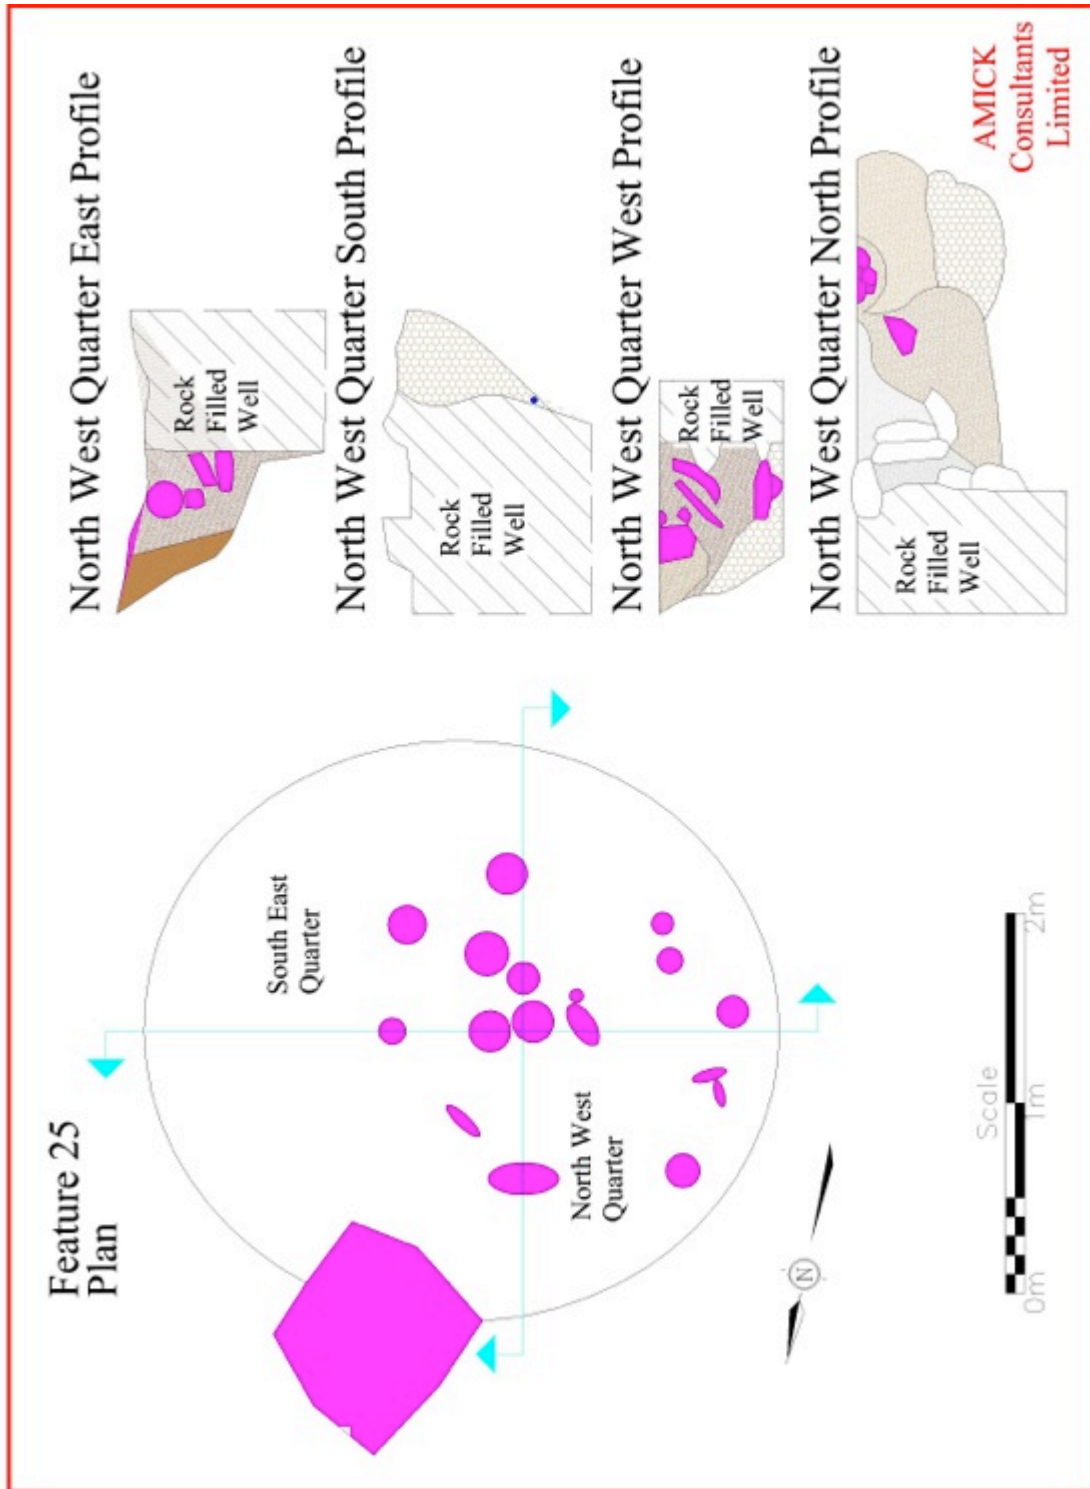 Feature 25
Plan
South East
Quarter
North West
Quarter
N
Scale
0m
1m
2m
North West Quarter East Profile
Rock
Filled
Well
North West Quarter South Profile
Rock
Filled
Well
North West Quarter West Profile
Rock
Filled
Well
North West Quarter North Profile
Rock
Filled
Well
AMICK
Consultants
Limited